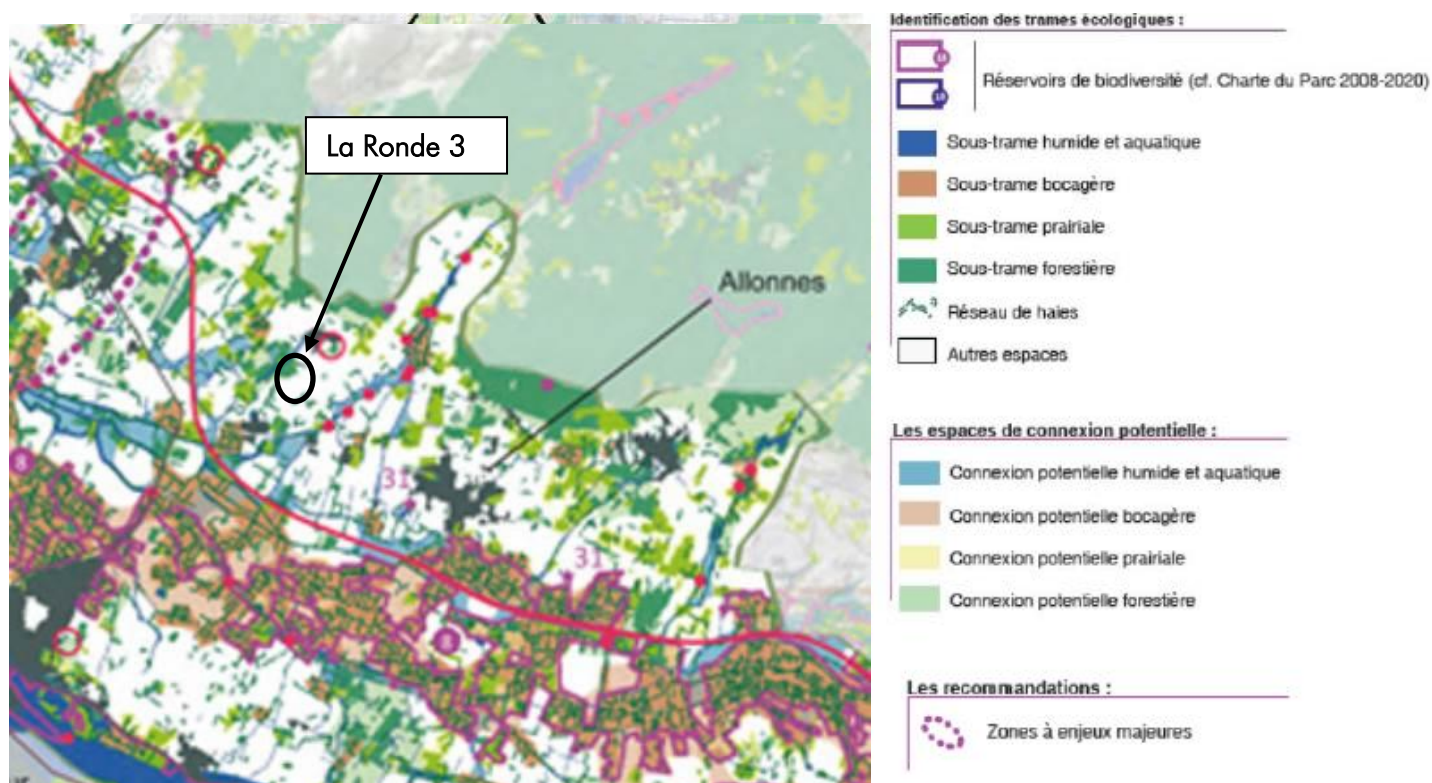 La Ronde 3
Allonnes
31
31
8
8
Identification des trames écologiques :
Réservoirs de biodiversité (cf. Charte du Parc 2008-2020)
Sous-trame humide et aquatique
Sous-trame bocagère
Sous-trame prairiale
Sous-trame forestière
Réseau de haies
Autres espaces
Les espaces de connexion potentielle :
Connexion potentielle humide et aquatique
Connexion potentielle bocagère
Connexion potentielle prairiale
Connexion potentielle forestière
Les recommandations :
Zones à enjeux majeures